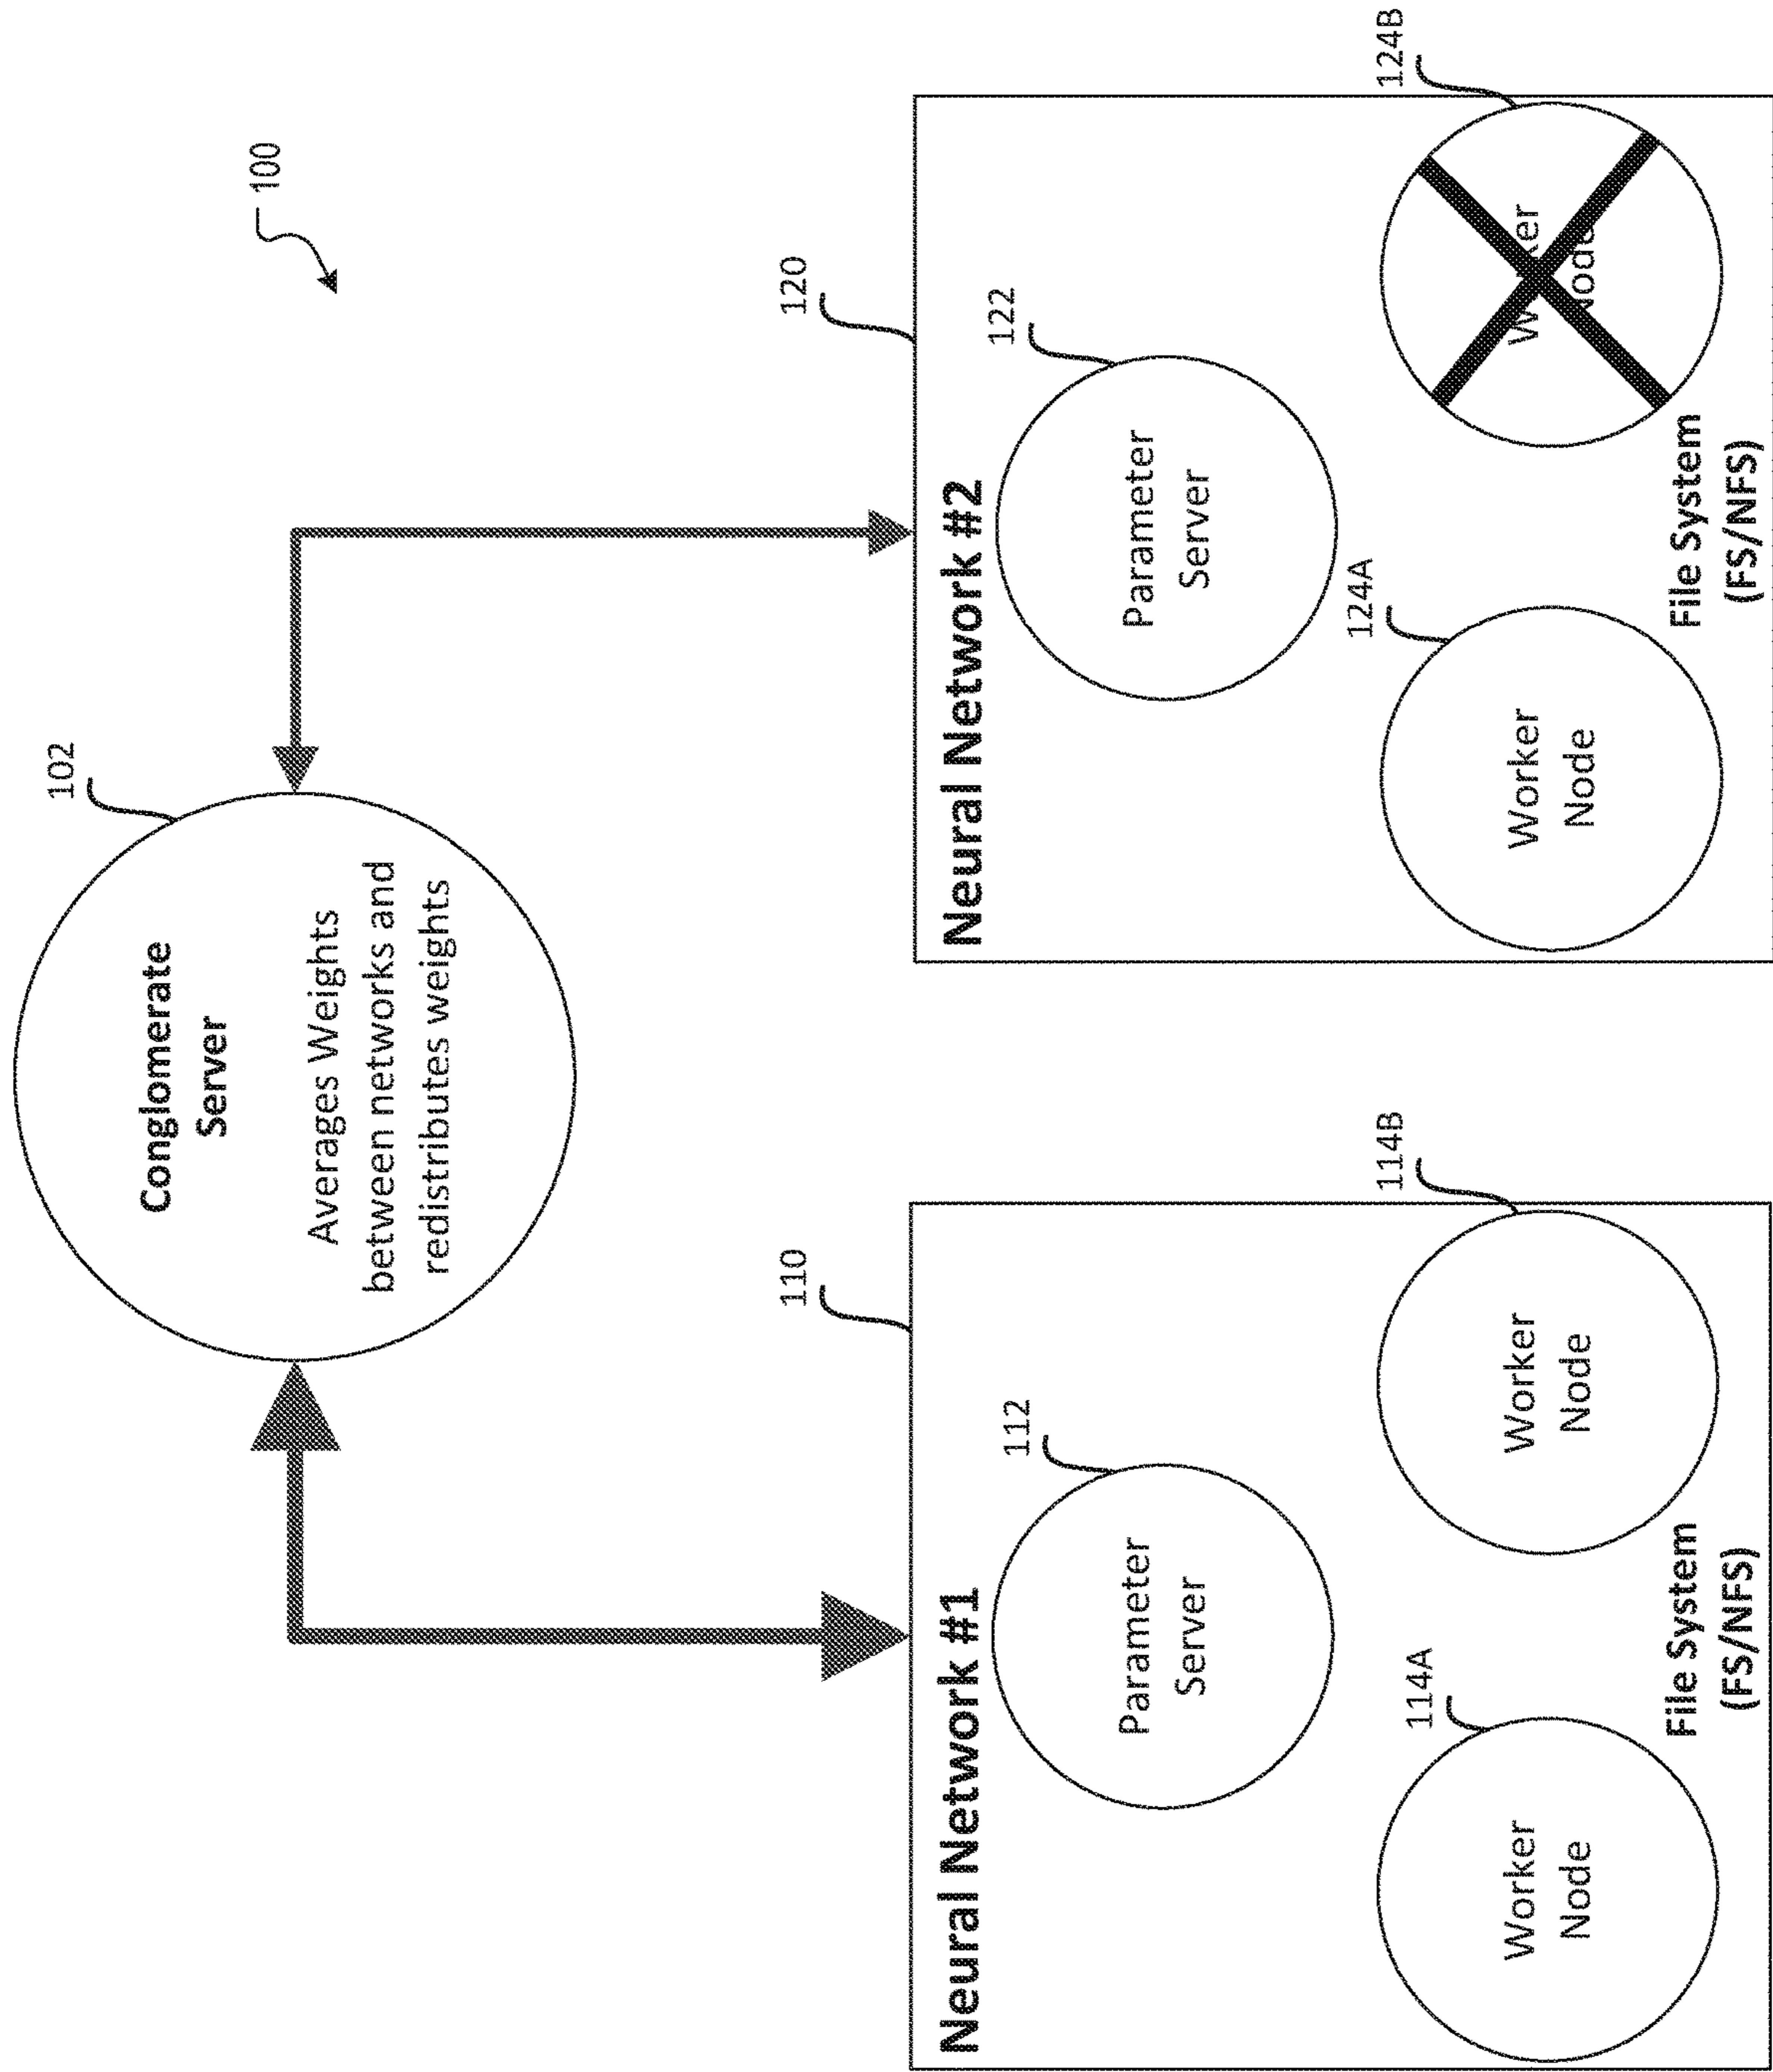 100
102
Conglomerate
Server
Averages Weights
between networks and
redistributes weights
110
Neural Network #1
112
Parameter
Server
114A
Worker
Node
114B
Worker
Node
File System
(FS/NFS)
120
Neural Network #2
122
Parameter
Server
124A
Worker
Node
124B
Worker
Node
File System
(FS/NFS)